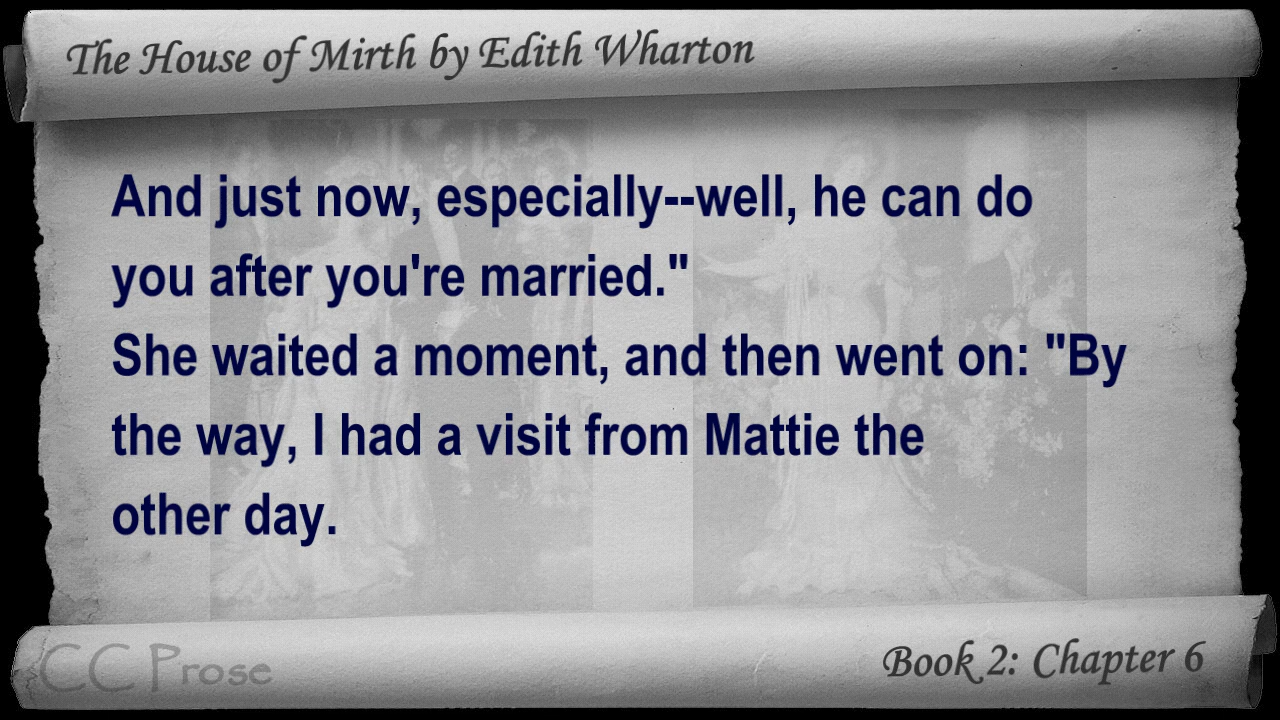 The House of Mirth by Edith Wharton
And just now, especially--well, he can do
you after you're married."
She waited a moment, and then went on: "By
the way, I had a visit from Mattie the
other day.
CC Prose
Book 2: Chapter 6